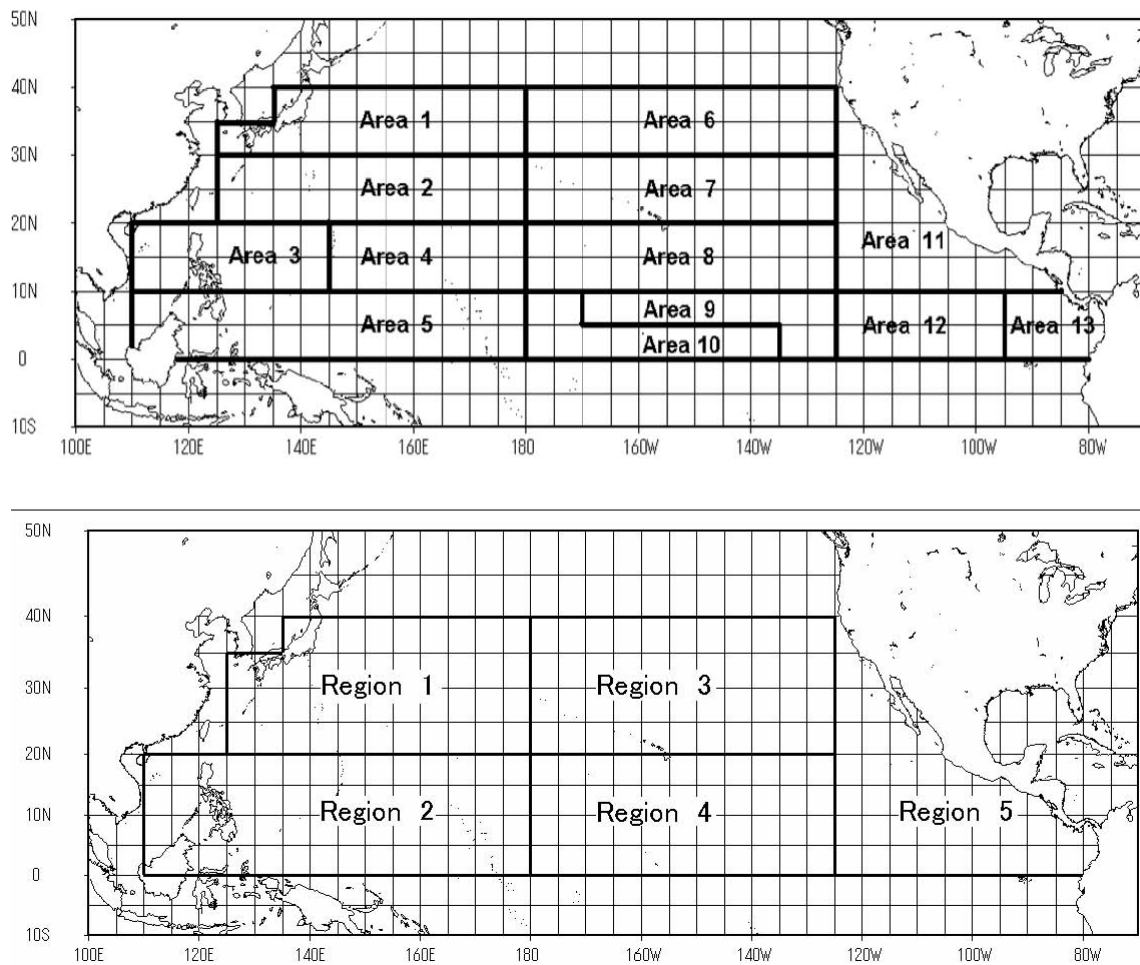 50N
40N
30N
20N
10N
0
10S
Area 1
Area 6
Area 2
Area 7
Area 3
Area 4
Area 8
Area 11
Area 5
Area 9
Area 10
Area 12
Area 13
100E 120E 140E 160E 180 160W 140W 120W 100W 80W
50N
40N
30N
20N
10N
0
10S
Region 1
Region 3
Region 2
Region 4
Region 5
100E 120E 140E 160E 180 160W 140W 120W 100W 80W